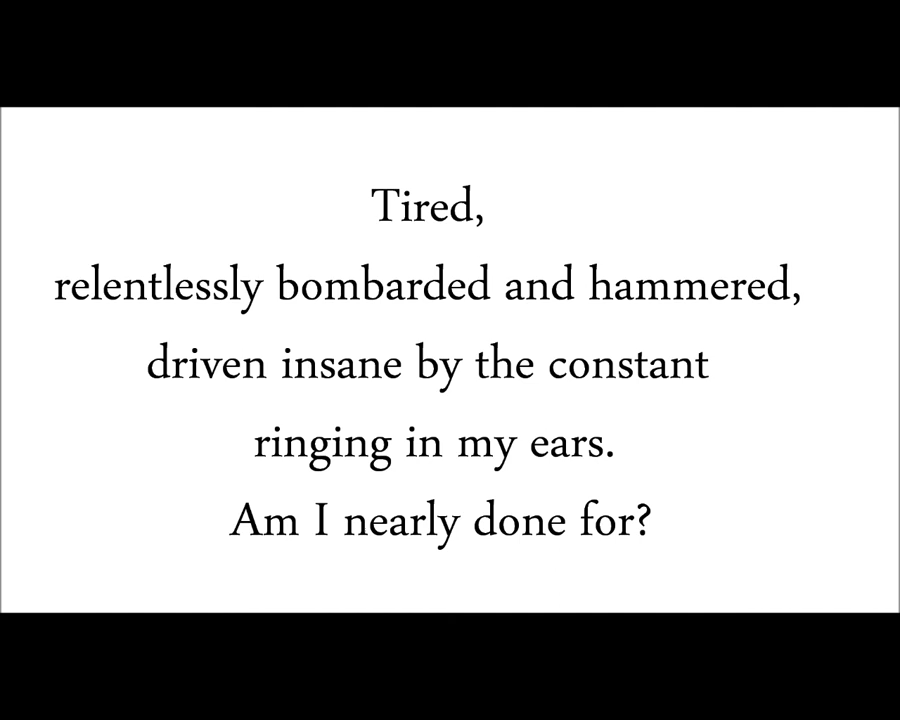 Tired,
relentlessly bombarded and hammered,
driven insane by the constant
ringing in my ears.
Am I nearly done for?